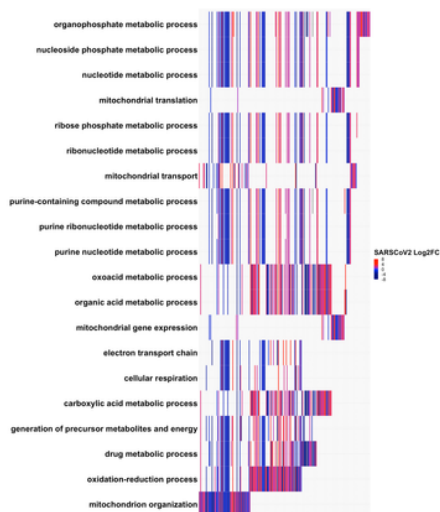 organophosphate metabolic process
nucleoside phosphate metabolic process
nucleotide metabolic process
mitochondrial translation
ribose phosphate metabolic process
ribonucleotide metabolic process
mitochondrial transport
purine-containing compound metabolic process
purine ribonucleotide metabolic process
purine nucleotide metabolic process
SARSCoV2 Log2FC
oxoacid metabolic process
organic acid metabolic process
mitochondrial gene expression
electron transport chain
cellular respiration
carboxylic acid metabolic process
generation of precursor metabolites and energy
drug metabolic process
oxidation-reduction process
mitochondrion organization